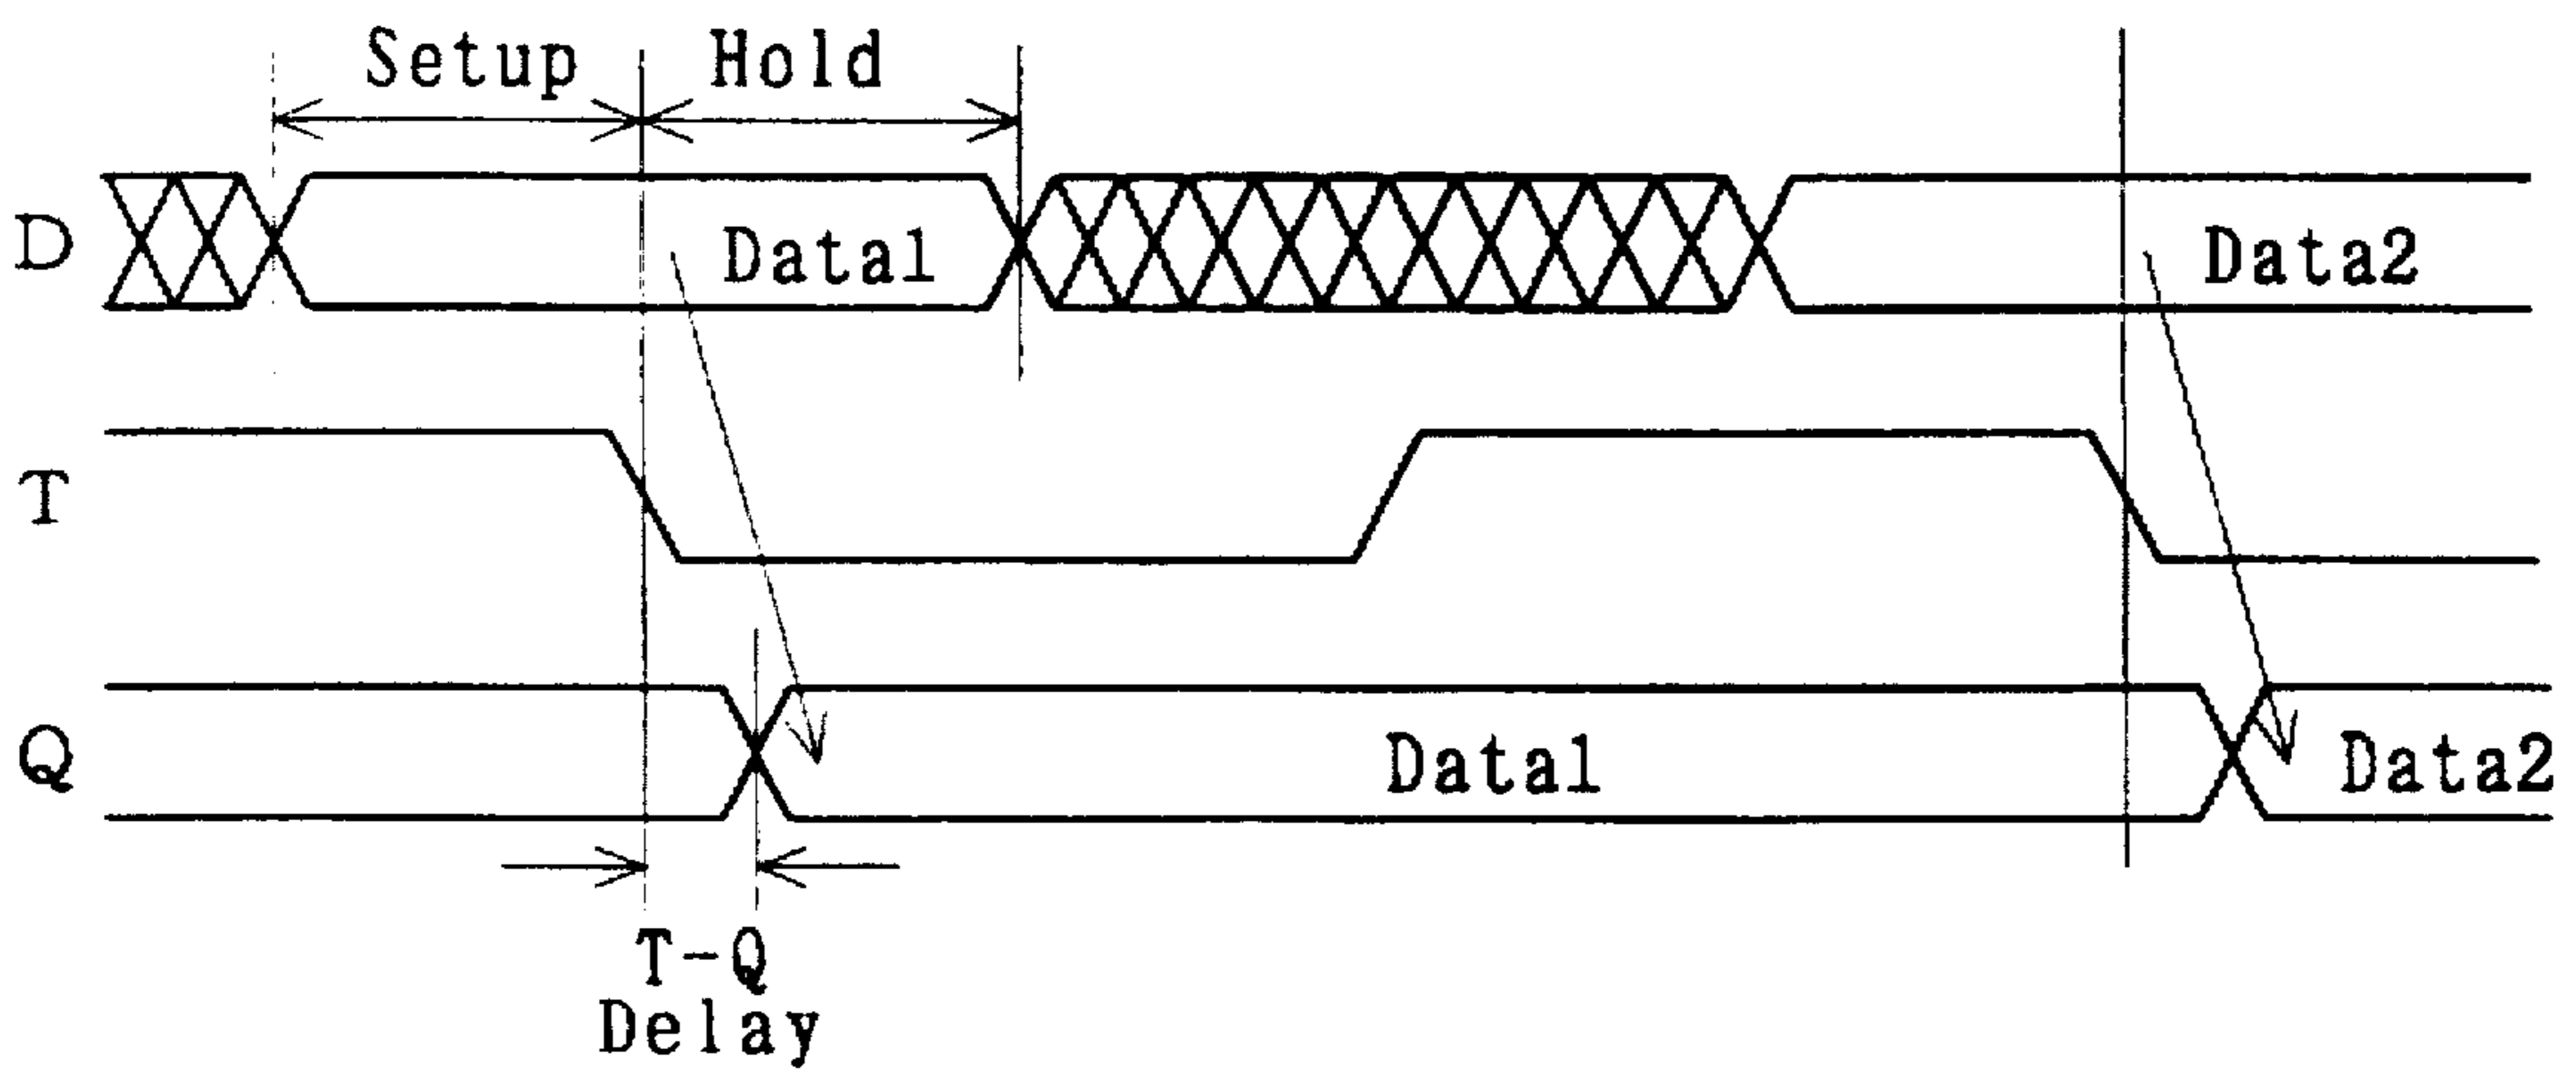 Setup Hold
D Data1 Data2
T
Q Data1 Data2
T-Q
Delay